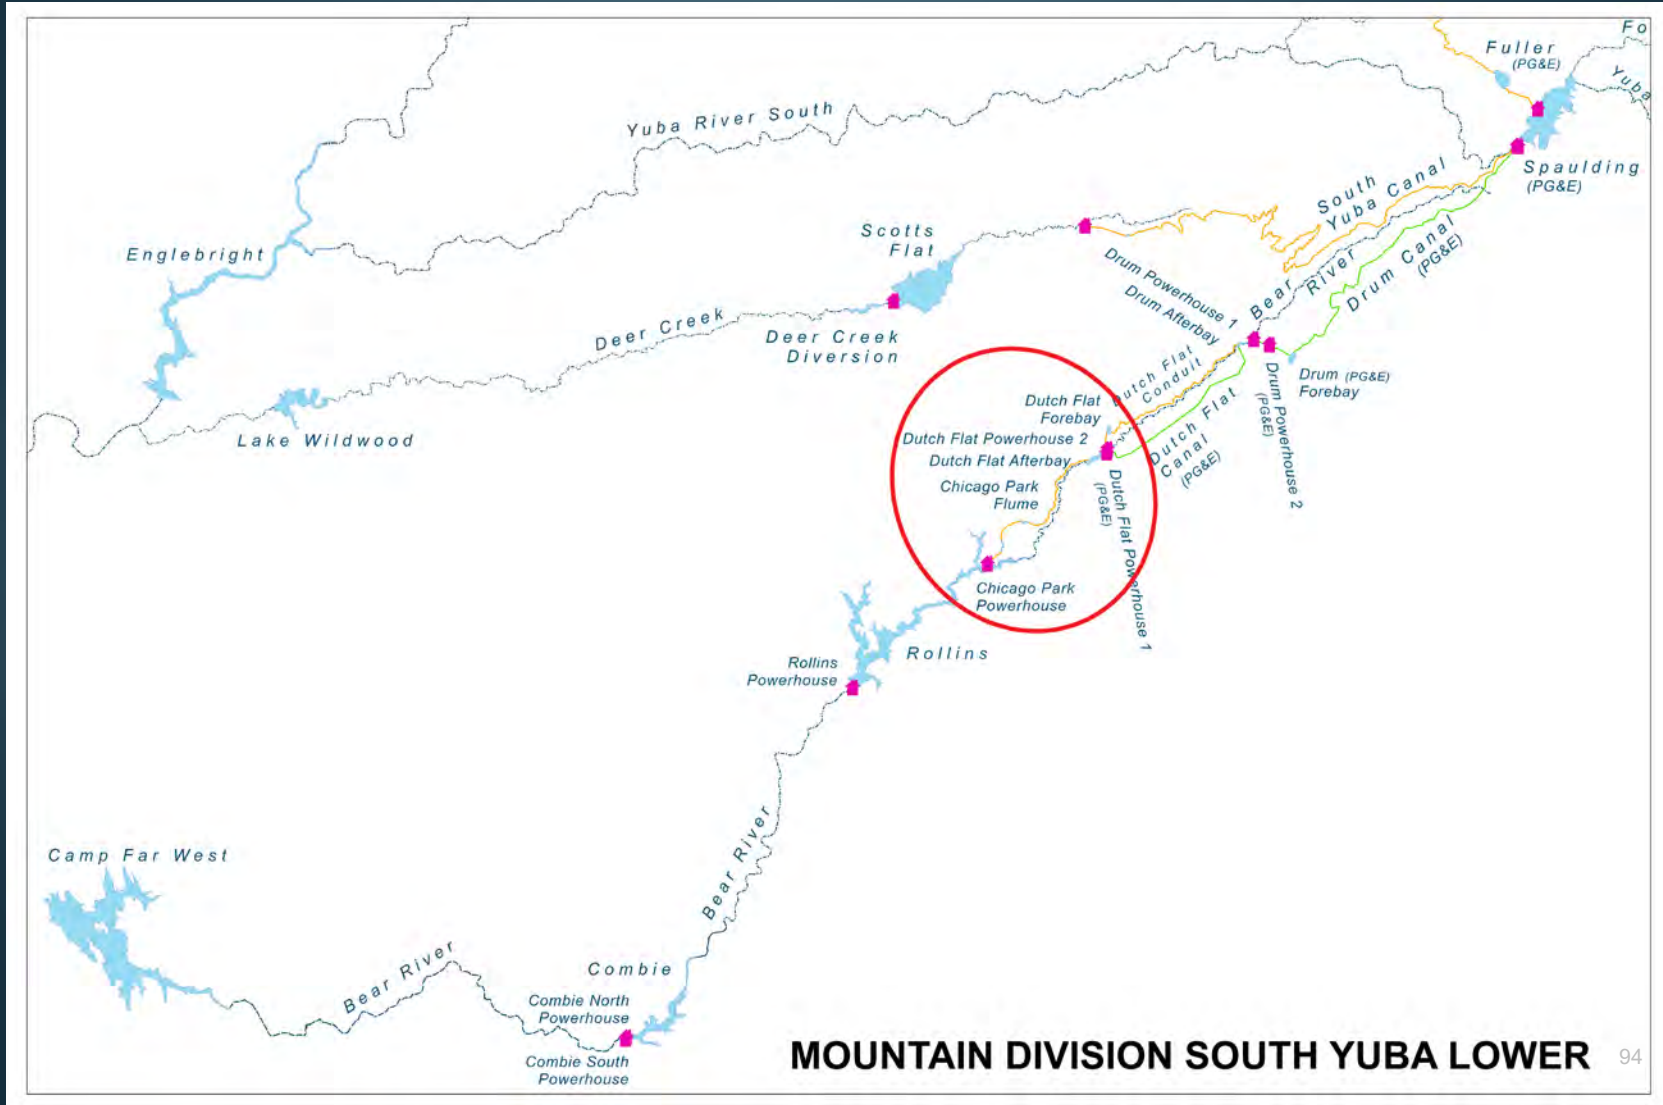 Fo
Fuller
(PG&E)
Yuba
Yuba River South
Spaulding
(PG&E)
South
Yuba Canal
Englebright
Scotts
Flat
Drum Canal
(PG&E)
Bear
River
Drum Powerhouse 1
Drum Afterbay
Deer Creek
Deer Creek
Diversion
Dutch Flat
Conduit
Drum (PG&E)
Forebay
Drum Powerhouse 2
(PG&E)
Dutch Flat
Canal
(PG&E)
Dutch Flat
Forebay
Lake Wildwood
Dutch Flat Powerhouse 2
Dutch Flat Afterbay
Chicago Park
Flume
Dutch Flat Powerhouse 1
(PG&E)
Chicago Park
Powerhouse
Rollins
Rollins
Powerhouse
Bear River
Camp Far West
Bear River
Combie
Combie North
Powerhouse
Combie South
Powerhouse
MOUNTAIN DIVISION SOUTH YUBA LOWER
94